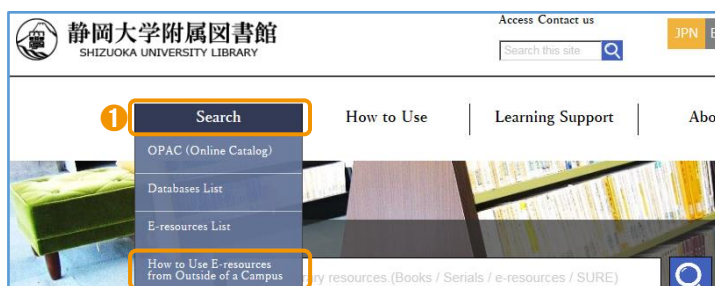 静岡大学附属図書館
SHIZUOKA UNIVERSITY LIBRARY
Access Contact us
Search this site
JPN
1
Search
How to Use
Learning Support
Abo
OPAC (Online Catalog)
Databases List
E-resources List
How to Use E-resources
from Outside of a Campus
ry resources.(Books / Serials / e-resources / SURE)